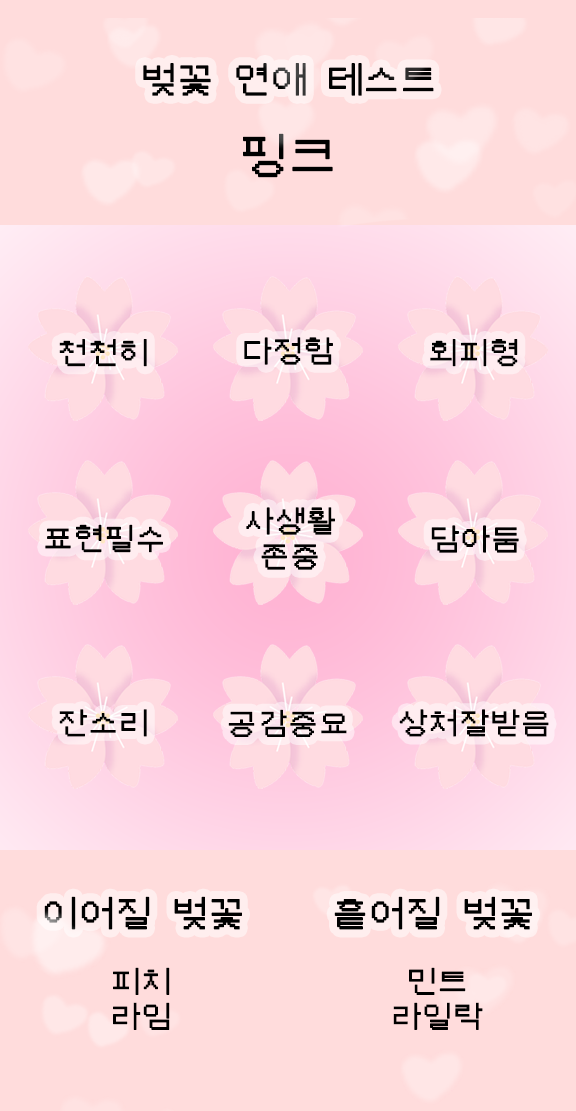 벚꽃 연애 테스트
핑크
천천히 다정함 회피형
표현필수 사생활 존중 담아둠
잔소리 공감중요 상처잘받음
이어질 벚꽃 흩어질 벚꽃
피치 민트
라임 라일락